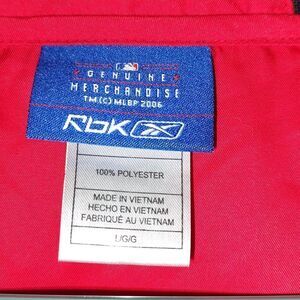 GENUINE
MERCHANDISE
TM(C) MLBP 2006
Rbk
100% POLYESTER
MADE IN VIETNAM
HECHO EN VIETNAM
FABRIQUÉ AU VIETNAM
L/G/G